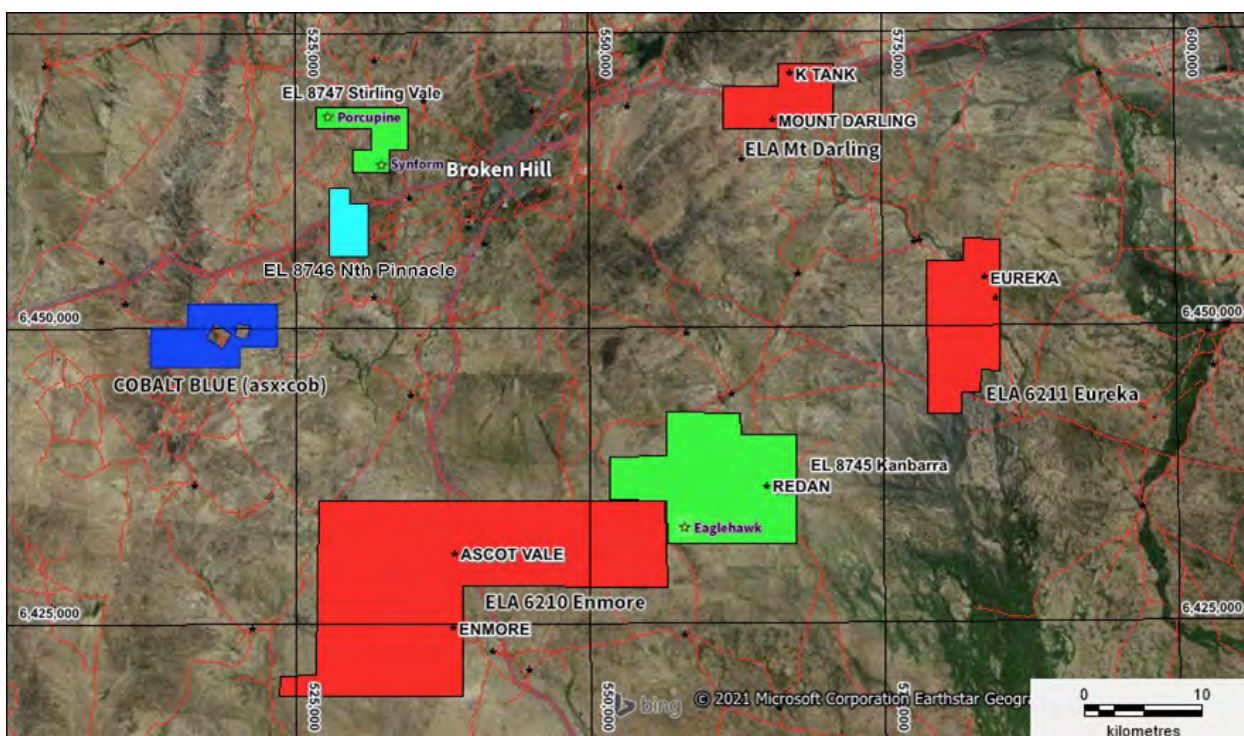 525,000
550,000
575,000
600,000
K TANK
EL 8747 Stirling Vale
Porcupine
MOUNT DARLING
ELA Mt Darling
Synform
Broken Hill
EL 8746 Nth Pinnacle
EUREKA
6,450,000
6,450,000
COBALT BLUE (asx:cob)
ELA 6211 Eureka
EL 8745 Kanbarra
REDAN
Eaglehawk
ASCOT VALE
ELA 6210 Enmore
6,425,000
6,425,000
ENMORE
525,000
550,000
bing
© 2021 Microsoft Corporation Earthstar Geogra
0 10
kilometres